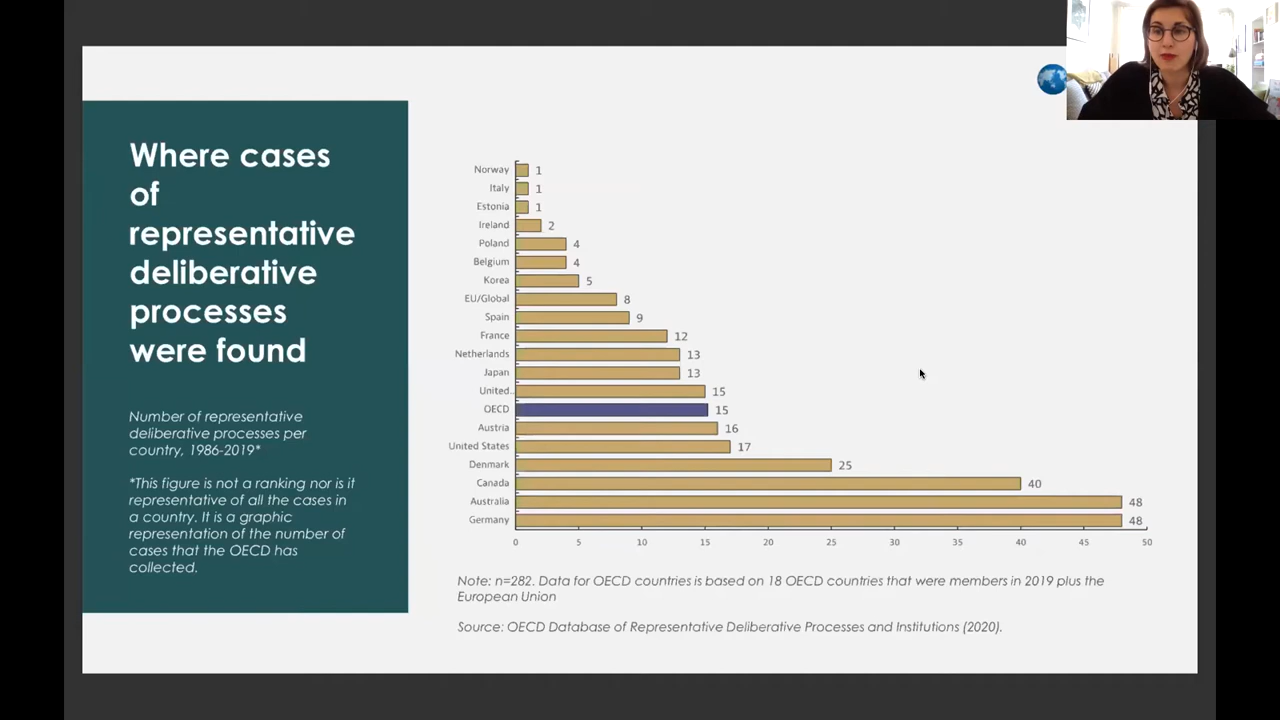 Where cases
of
representative
deliberative
processes
were found
Number of representative
deliberative processes per
country, 1986-2019*
*This figure is not a ranking nor is it
representative of all the cases in
a country. It is a graphic
representation of the number of
cases that the OECD has
collected.
Norway 1
Italy 1
Estonia 1
Ireland 2
Poland 4
Belgium 4
Korea 5
EU/Global 8
Spain 9
France 12
Netherlands 13
Japan 13
United.. 15
OECD 15
Austria 16
United States 17
Denmark 25
Canada 40
Australia 48
Germany 48
0 5 10 15 20 25 30 35 40 45 50
Note: n=282. Data for OECD countries is based on 18 OECD countries that were members in 2019 plus the
European Union
Source: OECD Database of Representative Deliberative Processes and Institutions (2020).